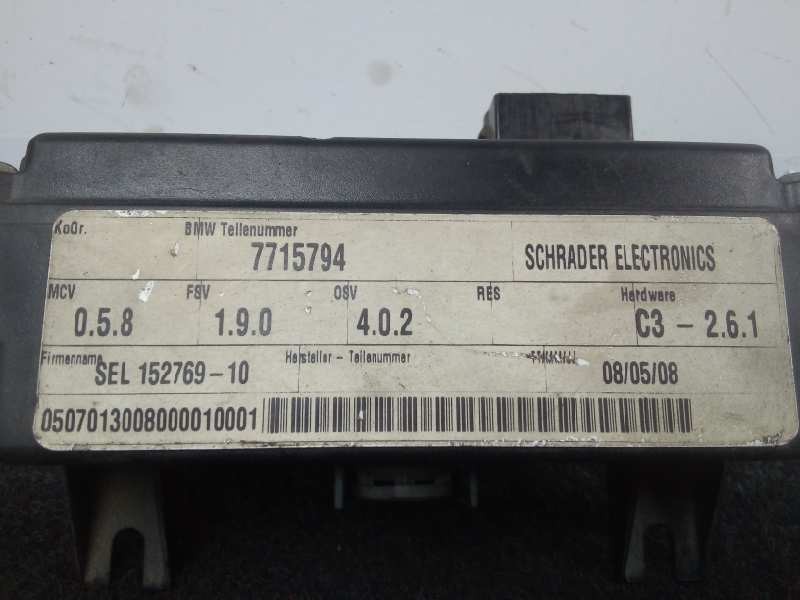 KoGr. BMW Teilenummer
7715794 SCHRADER ELECTRONICS
MCV FSV OSV RES Hardware
0.5.8 1.9.0 4.0.2 C3 - 2.6.1
Firmenname Hersteller - Teilenummer
SEL 152769-10 08/05/08
0507013008000010001